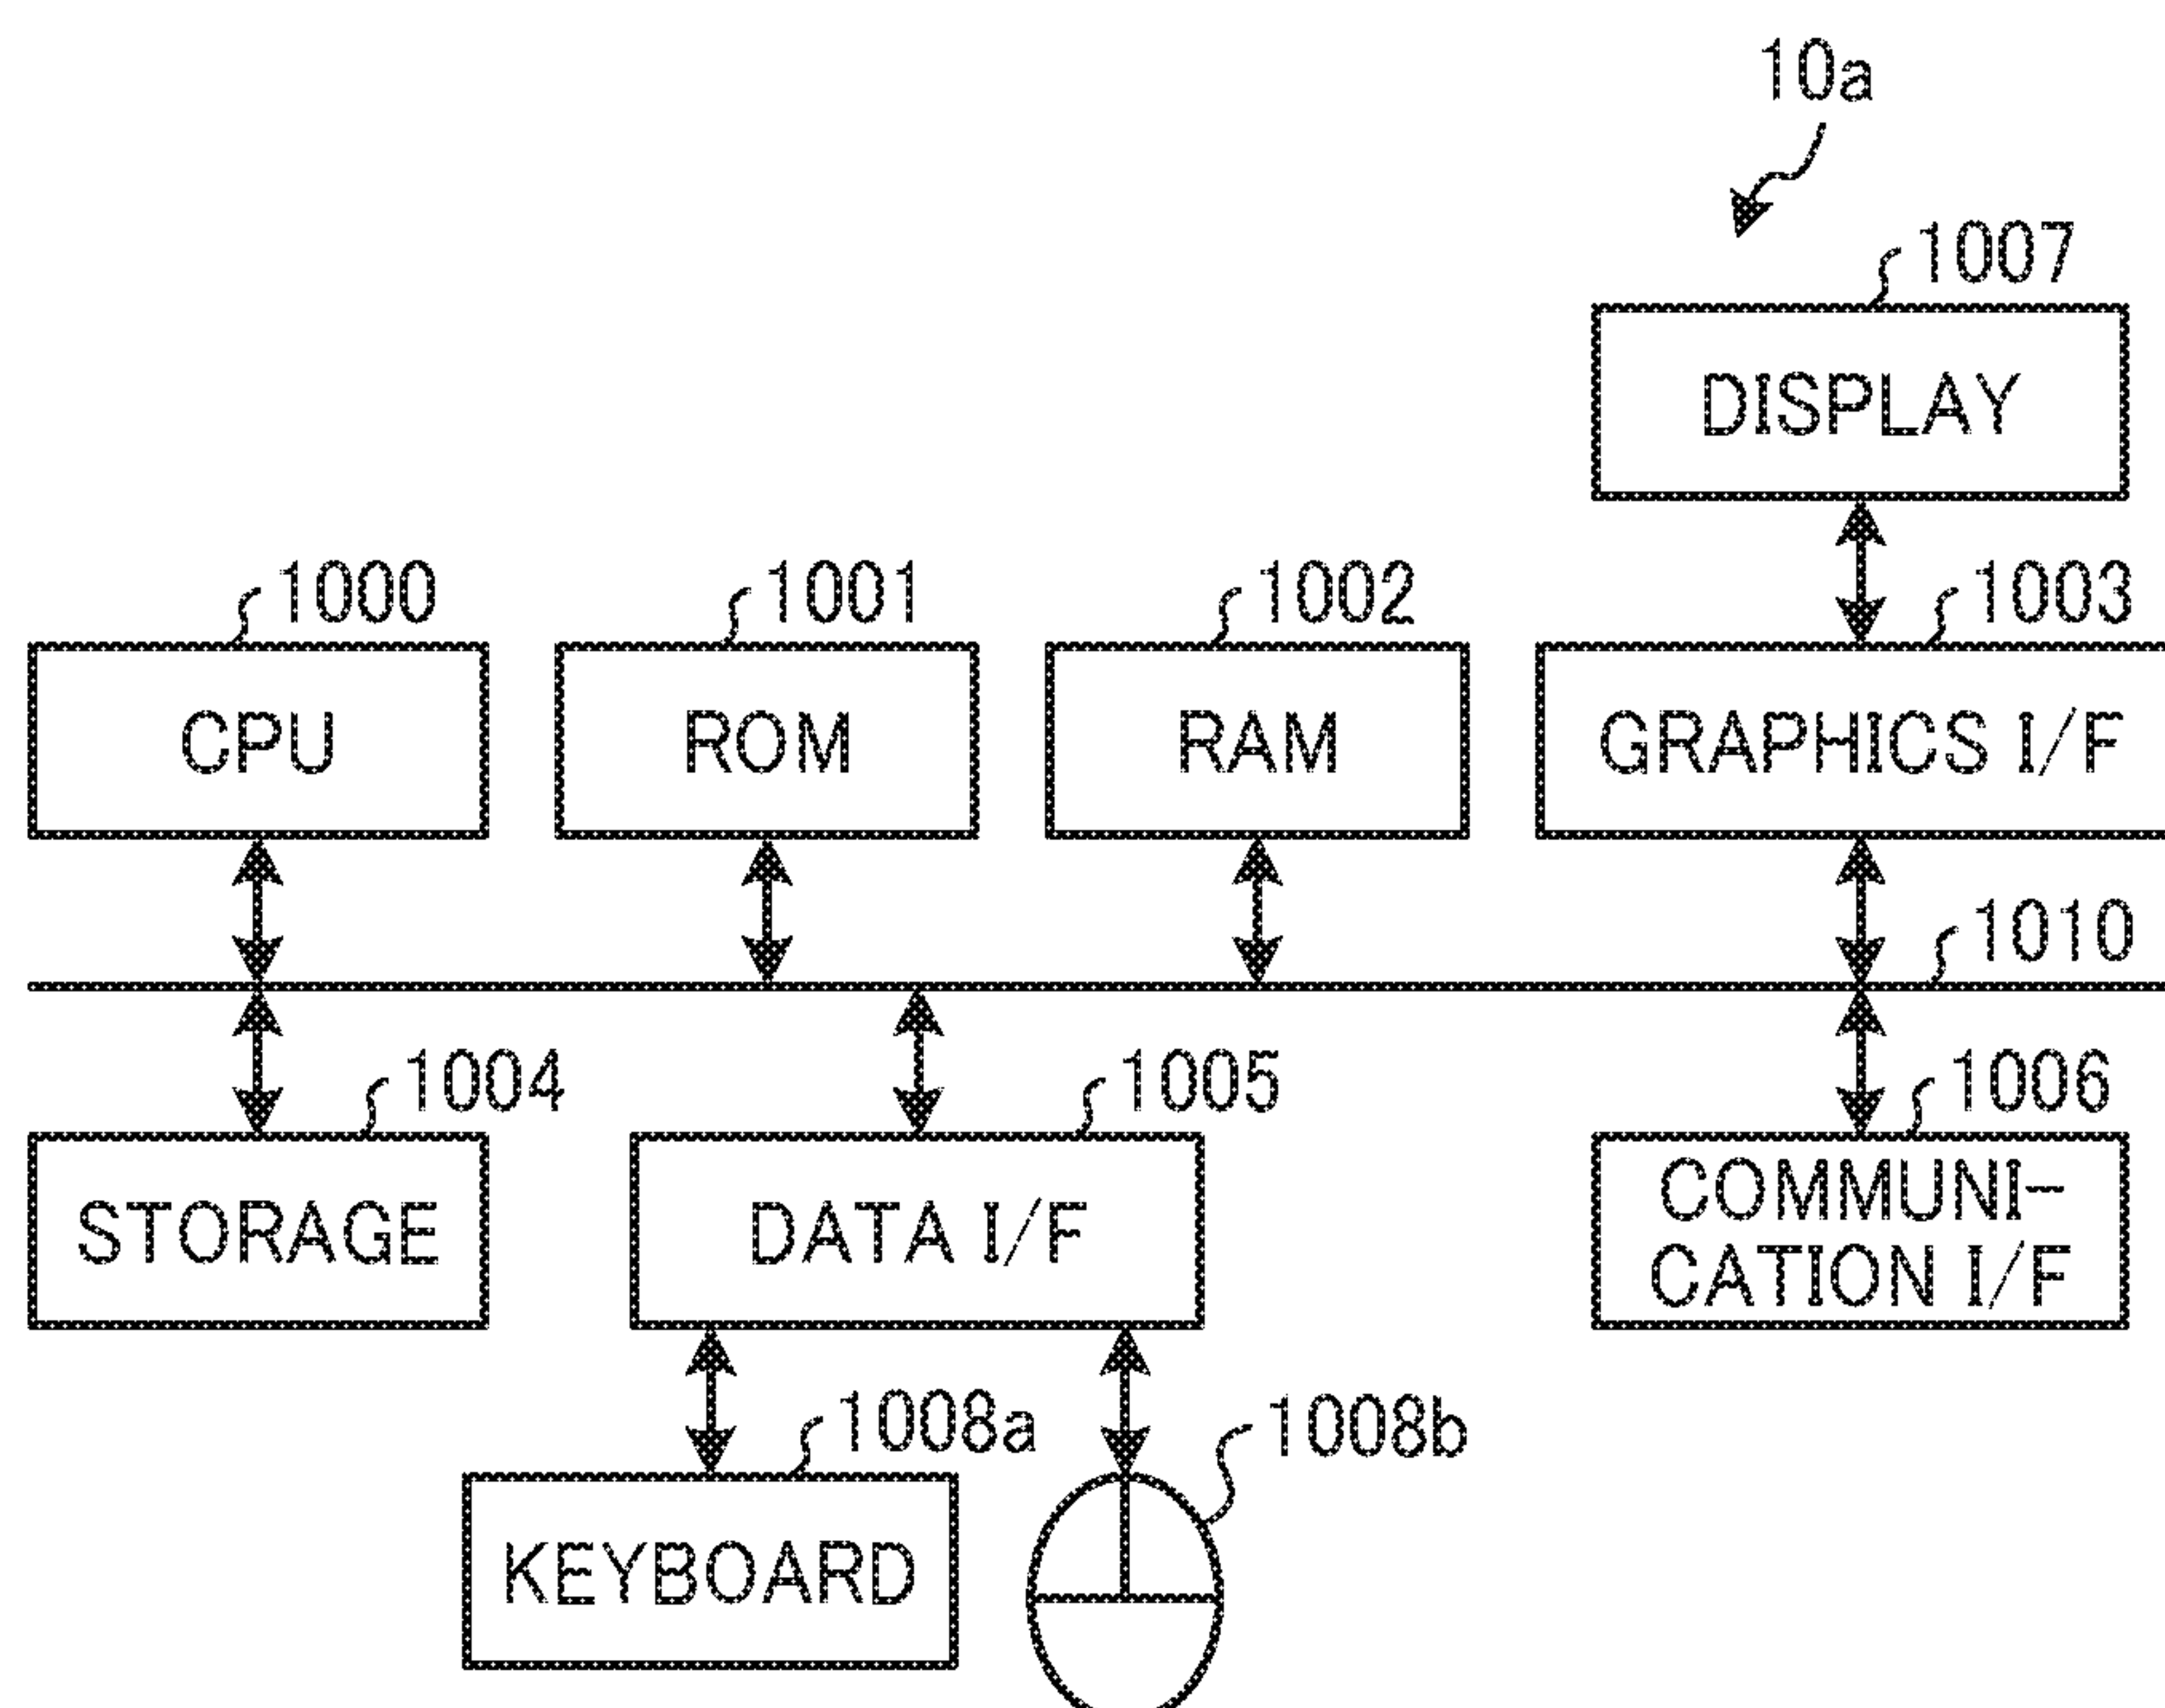 10a
1007
DISPLAY
1000
1001
1002
1003
CPU
ROM
RAM
GRAPHICS I/F
1010
1004
1005
1006
STORAGE
DATA I/F
COMMUNI-
CATION I/F
1008a
1008b
KEYBOARD